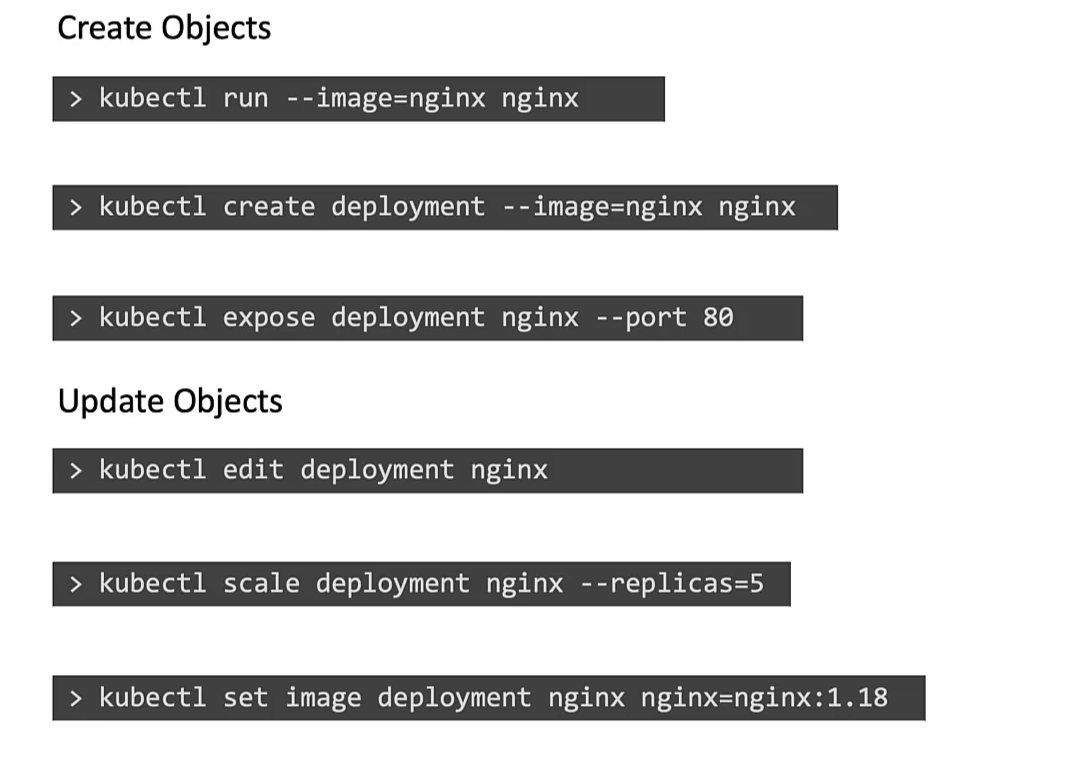 Create Objects
> kubectl run --image=nginx nginx
> kubectl create deployment --image=nginx nginx
> kubectl expose deployment nginx --port 80
Update Objects
> kubectl edit deployment nginx
> kubectl scale deployment nginx --replicas=5
> kubectl set image deployment nginx nginx=nginx:1.18